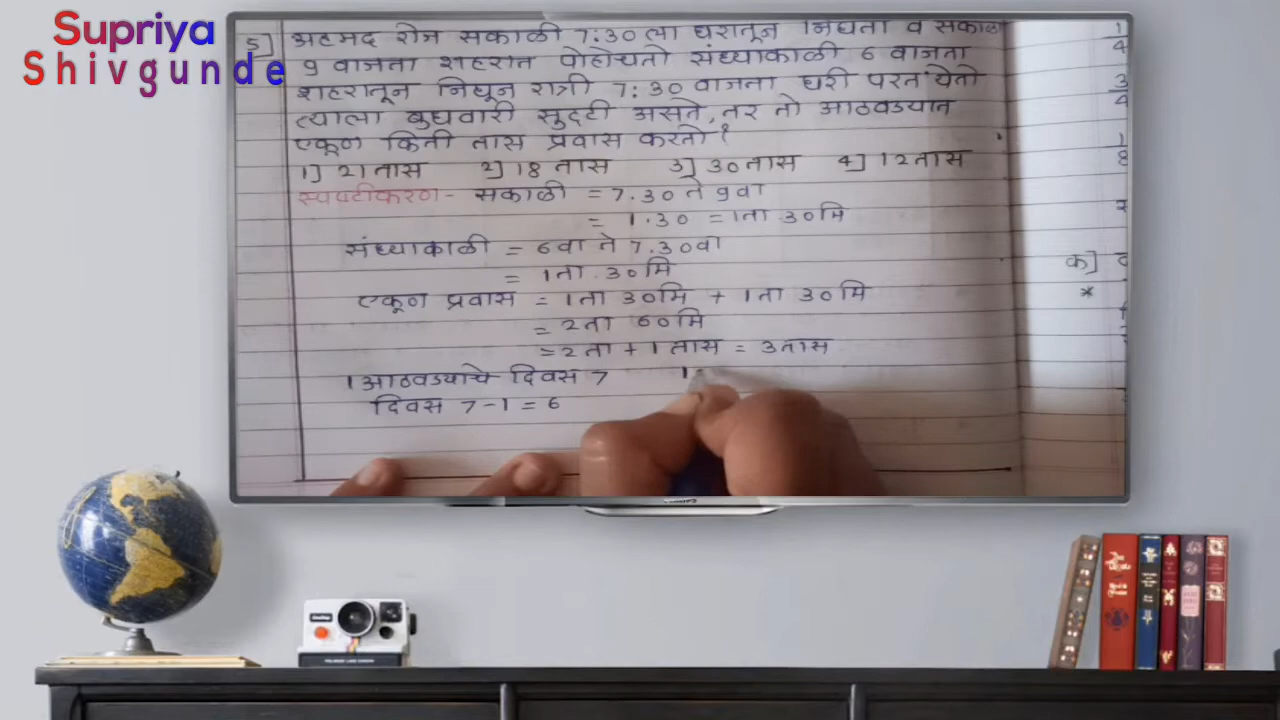 Supriya
Shivgunde
5] अहमद रोज सकाळी 7:30 ला घरातून निघतो व सकाळी
9 वाजता शहरात पोहोचतो संध्याकाळी 6 वाजता
शहरातून निघून रात्री 7:30 वाजता घरी परत येतो
त्याला बुधवारी सुट्टी असते, तर तो आठवड्यात
एकूण किती तास प्रवास करतो?
1] 21 तास 2] 18 तास 3] 30 तास 4] 12 तास
स्पष्टीकरण - सकाळी = 7.30 ते 9 वा
= 1.30 = 1 ता 30 मि
संध्याकाळी = 6 वा ते 7.30 वा
= 1 ता . 30 मि
एकूण प्रवास = 1 ता 30 मि + 1 ता 30 मि
= 2 ता 60 मि
= 2 ता + 1 तास = 3 तास
1 आठवड्याचे दिवस 7
दिवस 7 - 1 = 6
क]
*